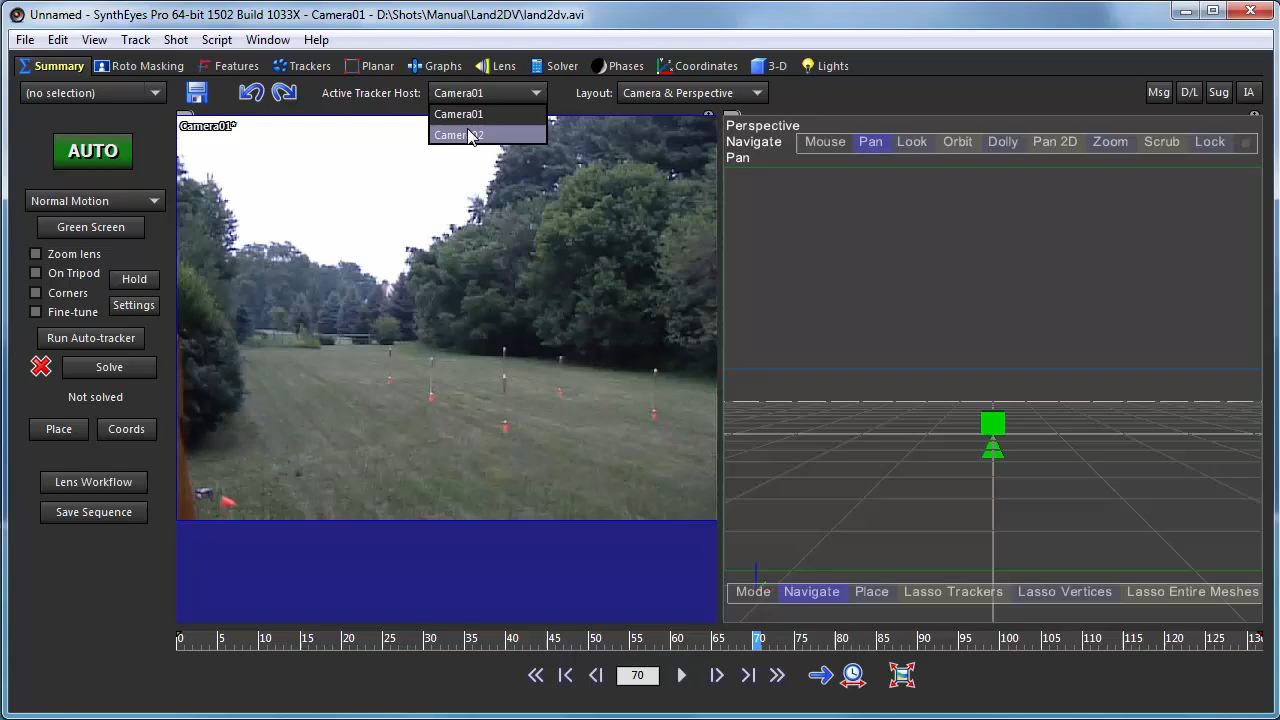 Unnamed - SynthEyes Pro 64-bit 1502 Build 1033X - Camera01 - D:\Shots\Manual\Land2DV\land2dv.avi
File Edit View Track Shot Script Window Help
Summary Roto Masking Features Trackers Planar Graphs Lens Solver Phases Coordinates 3-D Lights
(no selection) Active Tracker Host: Camera01 Layout: Camera & Perspective Msg D/L Sug IA
Camera01
Camera01*
Perspective
Navigate Mouse Pan Look Orbit Dolly Pan 2D Zoom Scrub Lock
Pan
AUTO
Normal Motion
Green Screen
Zoom lens
On Tripod Hold
Corners
Fine-tune Settings
Run Auto-tracker
Solve
Not solved
Place Coords
Lens Workflow
Save Sequence
Mode Navigate Place Lasso Trackers Lasso Vertices Lasso Entire Meshes
0 5 10 15 20 25 30 35 40 45 50 55 60 65 70 75 80 85 90 95 100 105 110 115 120 125
70